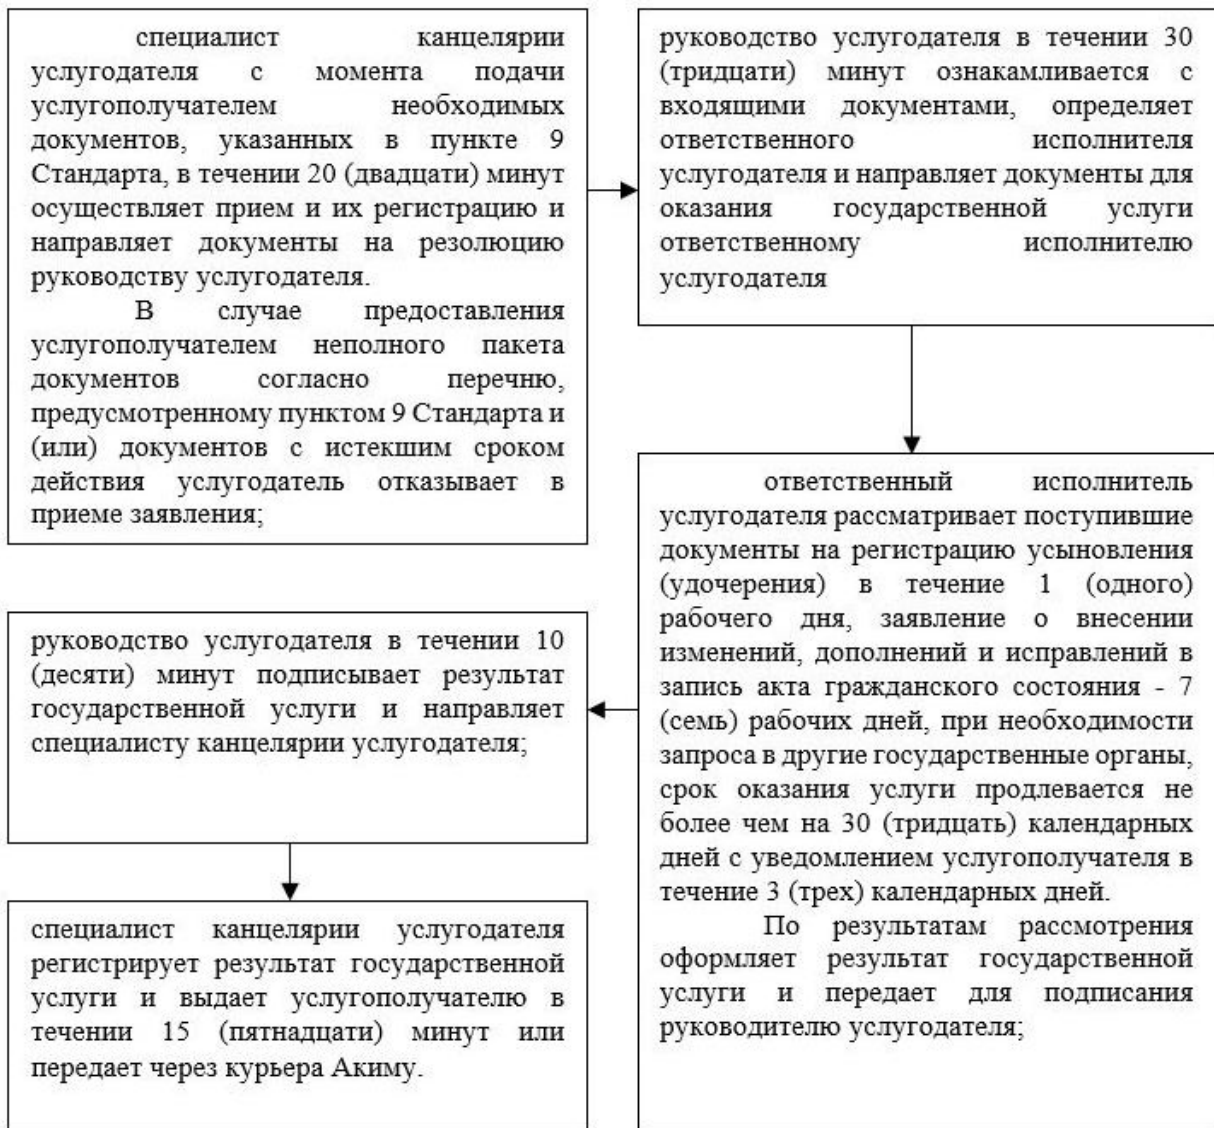 специалист канцелярии
услугодателя с момента подачи
услугополучателем необходимых
документов, указанных в пункте 9
Стандарта, в течении 20 (двадцати) минут
осуществляет прием и их регистрацию и
направляет документы на резолюцию
руководству услугодателя.
В случае предоставления
услугополучателем неполного пакета
документов согласно перечню,
предусмотренному пунктом 9 Стандарта и
(или) документов с истекшим сроком
действия услугодатель отказывает в
приеме заявления;
руководство услугодателя в течении 30
(тридцати) минут ознакамливается с
входящими документами, определяет
ответственного исполнителя
услугодателя и направляет документы для
оказания государственной услуги
ответственному исполнителю
услугодателя
ответственный исполнитель
услугодателя рассматривает поступившие
документы на регистрацию усыновления
(удочерения) в течение 1 (одного)
рабочего дня, заявление о внесении
изменений, дополнений и исправлений в
запись акта гражданского состояния - 7
(семь) рабочих дней, при необходимости
запроса в другие государственные органы,
срок оказания услуги продлевается не
более чем на 30 (тридцать) календарных
дней с уведомлением услугополучателя в
течение 3 (трех) календарных дней.
По результатам рассмотрения
оформляет результат государственной
услуги и передает для подписания
руководителю услугодателя;
руководство услугодателя в течении 10
(десяти) минут подписывает результат
государственной услуги и направляет
специалисту канцелярии услугодателя;
специалист канцелярии услугодателя
регистрирует результат государственной
услуги и выдает услугополучателю в
течении 15 (пятнадцати) минут или
передает через курьера Акиму.